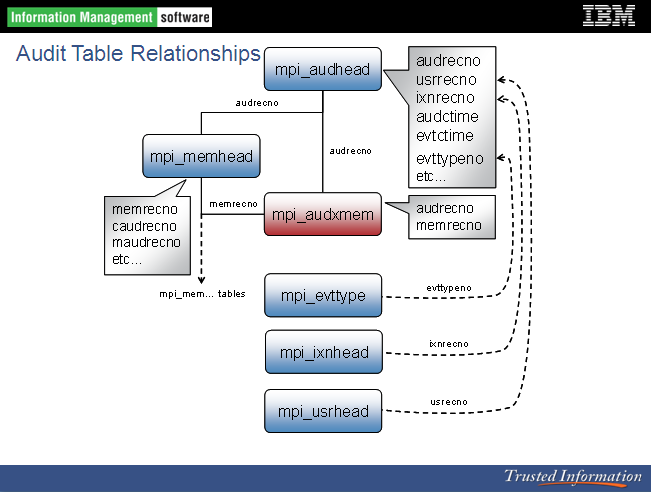 Information Management software
IBM
Audit Table Relationships
mpi_audhead
audrecno
usrrecno
ixnrecno
audctime
evtctime
evttypeno
etc...
audrecno
audrecno
mpi_memhead
memrecno
mpi_audxmem
audrecno
memrecno
memrecno
caudrecno
maudrecno
etc...
mpi_mem... tables
mpi_evttype
evttypeno
mpi_ixnhead
ixnrecno
mpi_usrhead
usrecno
Trusted Information